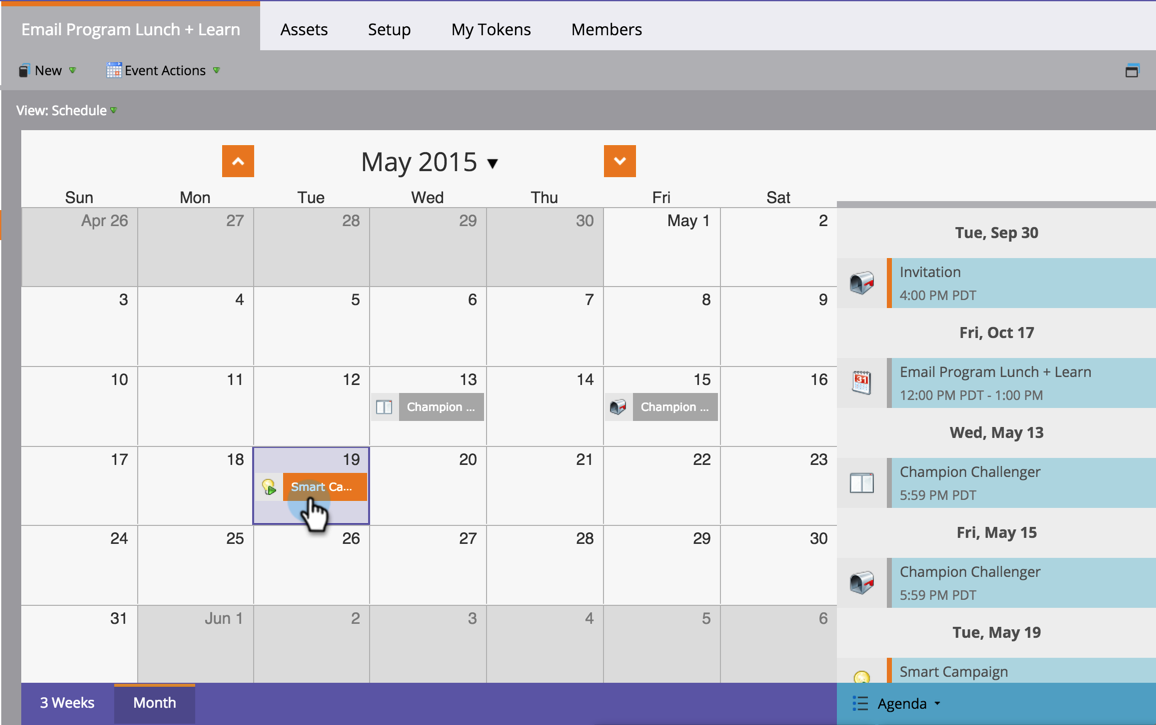 Email Program Lunch + Learn Assets Setup My Tokens Members
New Event Actions
View: Schedule
May 2015
Sun Mon Tue Wed Thu Fri Sat
Apr 26 27 28 29 30 May 1 2
3 4 5 6 7 8 9
10 11 12 13 14 15 16
Champion ... Champion ...
17 18 19 20 21 22 23
Smart Ca...
24 25 26 27 28 29 30
31 Jun 1 2 3 4 5 6
3 Weeks Month
Tue, Sep 30
Invitation
4:00 PM PDT
Fri, Oct 17
31
Email Program Lunch + Learn
12:00 PM PDT - 1:00 PM
Wed, May 13
Champion Challenger
5:59 PM PDT
Fri, May 15
Champion Challenger
5:59 PM PDT
Tue, May 19
Smart Campaign
Agenda